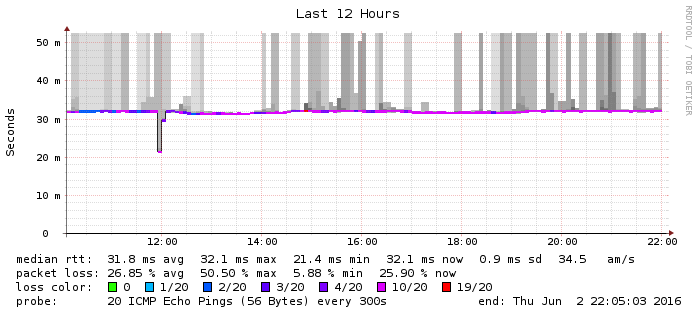 Last 12 Hours
RRDTOOL / TOBI OETIKER
Seconds
50 m
40 m
30 m
20 m
10 m
0
12:00 14:00 16:00 18:00 20:00 22:00
median rtt: 31.8 ms avg 32.1 ms max 21.4 ms min 32.1 ms now 0.9 ms sd 34.5 am/s
packet loss: 26.85 % avg 50.50 % max 5.88 % min 25.90 % now
loss color: 0 1/20 2/20 3/20 4/20 10/20 19/20
probe: 20 ICMP Echo Pings (56 Bytes) every 300s end: Thu Jun 2 22:05:03 2016